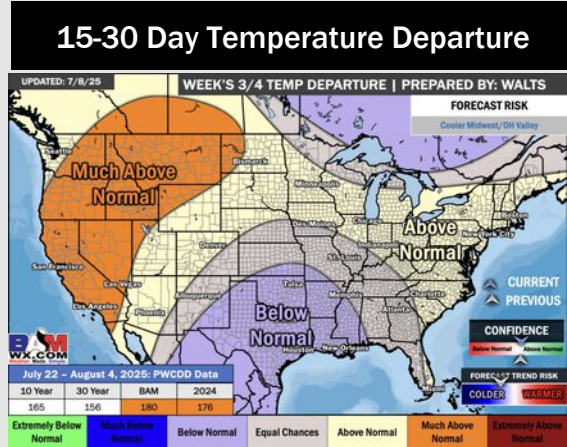 15-30 Day Temperature Departure
UPDATED: 7/8/25
WEEK'S 3/4 TEMP DEPARTURE | PREPARED BY: WALTS
FORECAST RISK
Cooler Midwest/OH Valley
Seattle
Bismarck
Much Above
Normal
Minneapolis
Boston
Des Moines
Chicago
Above
Normal
New York City
Denver
Indianapolis
St. Louis
San Francisco
Las Vegas
CURRENT
PREVIOUS
Tulsa
Albuquerque
Memphis
Charlotte
Los Angeles
Phoenix
Below
Normal
Atlanta
Houston
New Orleans
CONFIDENCE
Below Normal
Above Normal
BAM
WX.COM
Weather Made Simple
Miami
FORECAST TREND RISK
COLDER
WARMER
July 22 – August 4, 2025: PWCDD Data
10 Year 30 Year BAM 2024
165 156 180 176
Extremely Below Normal
Much Below Normal
Below Normal
Equal Chances
Above Normal
Much Above Normal
Extremely Above Normal